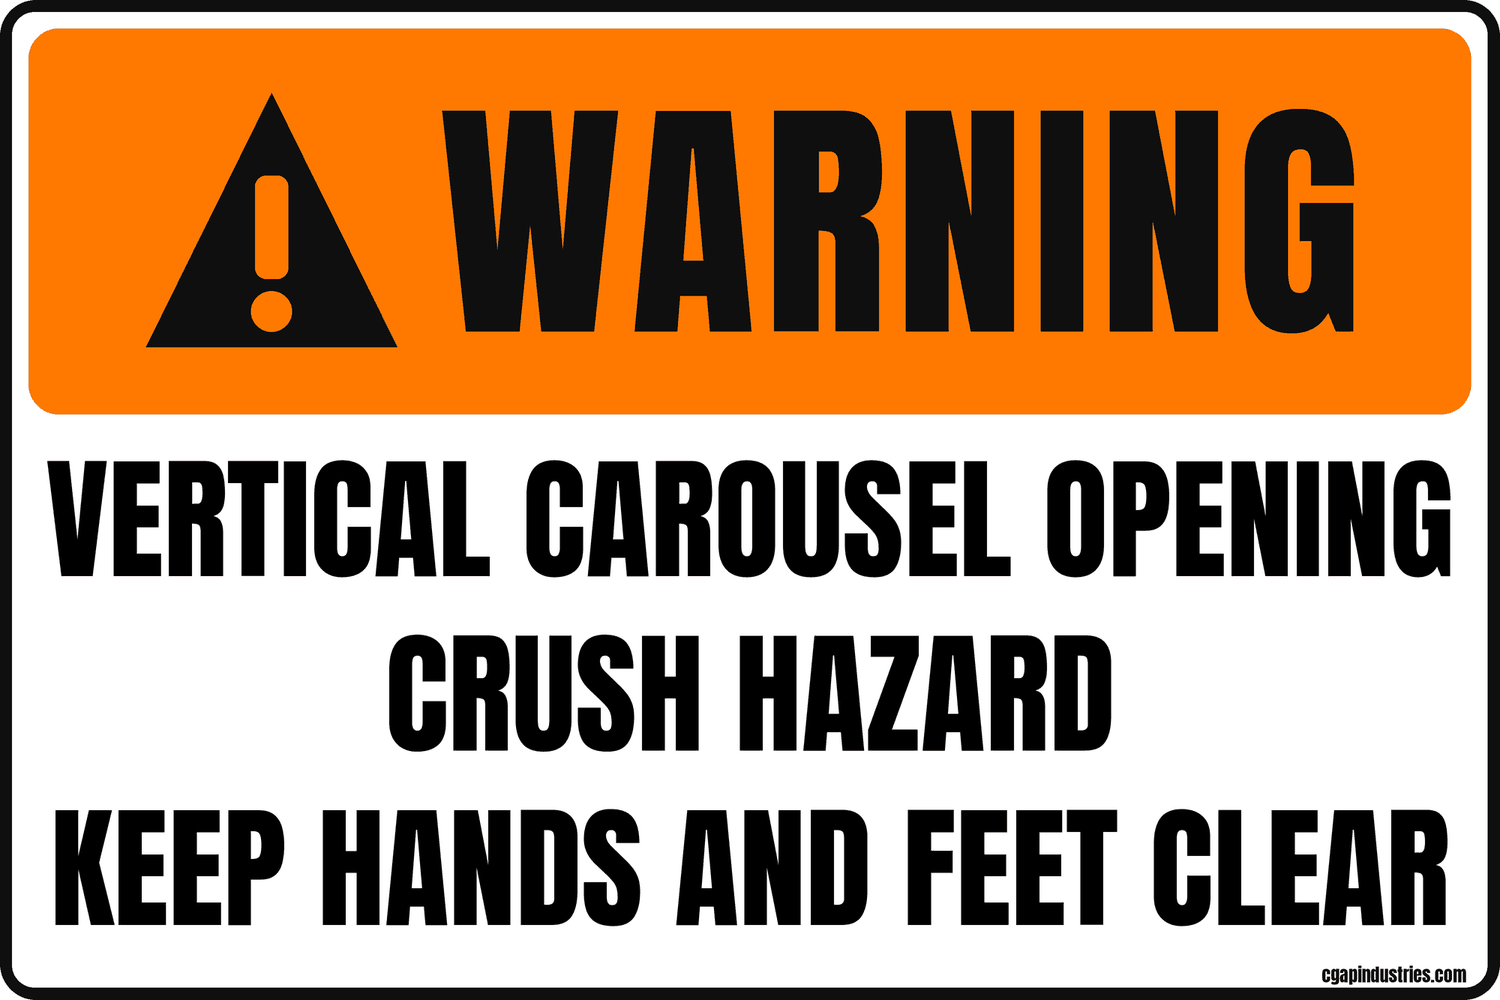 WARNING
VERTICAL CAROUSEL OPENING
CRUSH HAZARD
KEEP HANDS AND FEET CLEAR
cgapindustries.com